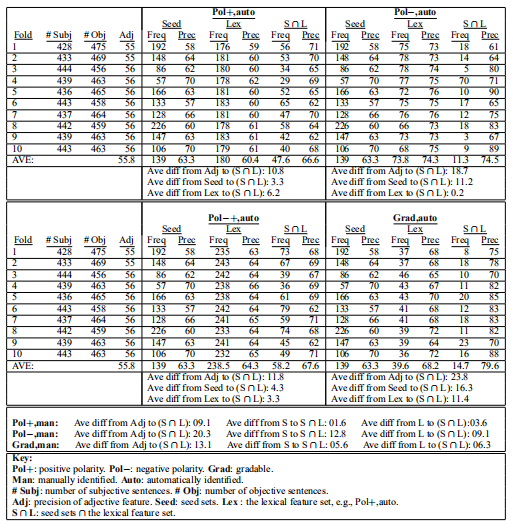 Pol+,auto Pol−,auto
Seed Lex S ∩ L Seed Lex S ∩ L
Fold # Subj # Obj Adj Freq Prec Freq Prec Freq Prec Freq Prec Freq Prec Freq Prec
1 428 475 55 192 58 176 59 56 71 192 58 75 73 18 61
2 433 469 55 148 64 181 60 53 70 148 64 78 73 14 64
3 444 456 56 86 62 180 60 34 65 86 62 78 74 5 80
4 439 463 56 57 70 178 62 29 69 57 70 77 75 70 71
5 436 465 56 166 63 181 60 52 65 166 63 72 76 10 90
6 443 458 56 133 57 183 60 65 62 133 57 75 75 17 65
7 437 464 56 128 66 181 60 47 70 128 66 76 76 12 75
8 442 459 56 226 60 178 61 58 64 226 60 66 73 18 83
9 439 463 56 147 63 183 61 42 62 147 63 73 73 3 67
10 443 463 56 106 70 179 61 40 68 106 70 68 75 9 89
AVE: 55.8 139 63.3 180 60.4 47.6 66.6 139 63.3 73.8 74.3 11.3 74.5
Ave diff from Adj to (S ∩ L): 10.8 Ave diff from Adj to (S ∩ L): 18.7
Ave diff from Seed to (S ∩ L): 3.3 Ave diff from Seed to (S ∩ L): 11.2
Ave diff from Lex to (S ∩ L): 6.2 Ave diff from Lex to (S ∩ L): 0.2
Pol−+,auto Grad,auto
Seed Lex S ∩ L Seed Lex S ∩ L
Fold # Subj # Obj Adj Freq Prec Freq Prec Freq Prec Freq Prec Freq Prec Freq Prec
1 428 475 55 192 58 235 63 73 68 192 58 37 68 8 75
2 433 469 55 148 64 243 64 67 69 148 64 37 68 18 78
3 444 456 56 86 62 242 64 39 67 86 62 46 65 10 70
4 439 463 56 57 70 238 66 36 69 57 70 43 67 11 82
5 436 465 56 166 63 238 64 61 69 166 63 43 70 20 85
6 443 458 56 133 57 242 64 79 62 133 57 41 68 12 83
7 437 464 56 128 66 241 65 59 71 128 66 41 68 18 83
8 442 459 56 226 60 233 64 74 68 226 60 39 72 11 82
9 439 463 56 147 63 241 64 45 62 147 63 39 64 23 70
10 443 463 56 106 70 232 65 49 71 106 70 36 72 16 88
AVE: 55.8 139 63.3 238.5 64.3 58.2 67.6 139 63.3 39.6 68.2 14.7 79.6
Ave diff from Adj to (S ∩ L): 11.8 Ave diff from Adj to (S ∩ L): 23.8
Ave diff from Seed to (S ∩ L): 4.3 Ave diff from Seed to (S ∩ L): 16.3
Ave diff from Lex to (S ∩ L): 3.3 Ave diff from Lex to (S ∩ L): 11.4
Pol+,man: Ave diff from Adj to (S ∩ L): 09.1 Ave diff from S to S ∩ L): 01.6 Ave diff from L to (S ∩ L):03.6
Pol−,man: Ave diff from Adj to (S ∩ L): 20.3 Ave diff from S to S ∩ L): 12.8 Ave diff from L to (S ∩ L): 09.1
Grad,man: Ave diff from Adj to (S ∩ L): 13.1 Ave diff from S to S ∩ L): 05.6 Ave diff from L to (S ∩ L): 06.3
Key:
Pol+: positive polarity. Pol−: negative polarity. Grad: gradable.
Man: manually identified. Auto: automatically identified.
# Subj: number of subjective sentences. # Obj: number of objective sentences.
Adj: precision of adjective feature. Seed: seed sets. Lex : the lexical feature set, e.g., Pol+,auto.
S ∩ L: seed sets ∩ the lexical feature set.